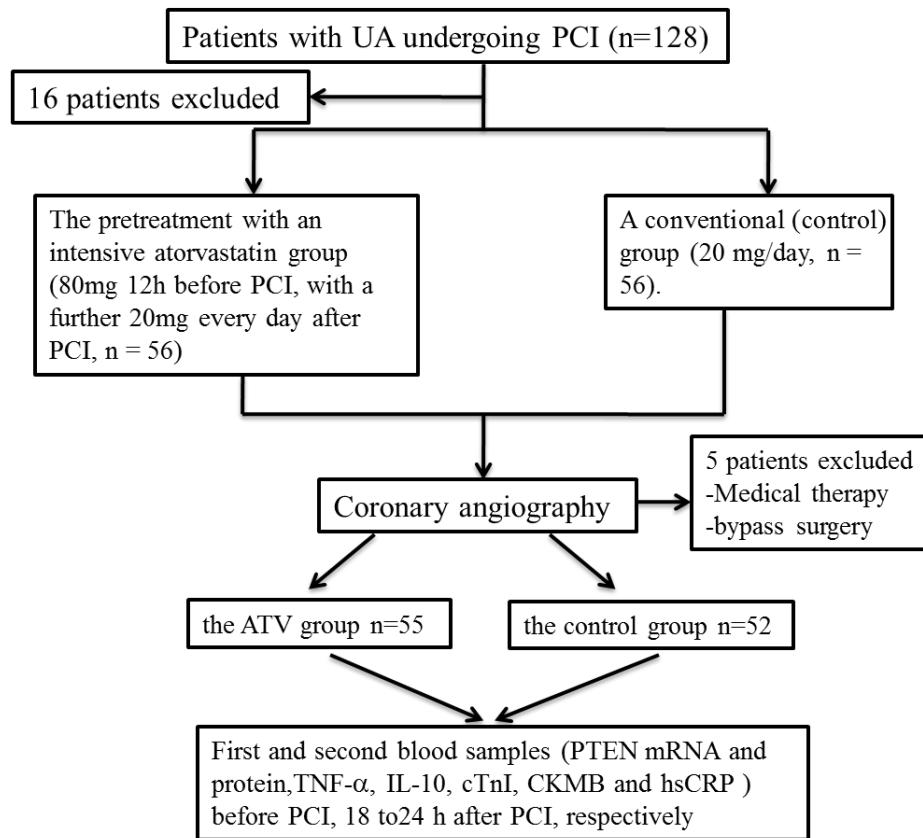 Patients with UA undergoing PCI (n=128)
16 patients excluded
The pretreatment with an
intensive atorvastatin group
(80mg 12h before PCI, with a
further 20mg every day after
PCI, n = 56)
A conventional (control)
group (20 mg/day, n =
56).
Coronary angiography
5 patients excluded
-Medical therapy
-bypass surgery
the ATV group n=55
the control group n=52
First and second blood samples (PTEN mRNA and
protein,TNF-α, IL-10, cTnI, CKMB and hsCRP )
before PCI, 18 to24 h after PCI, respectively